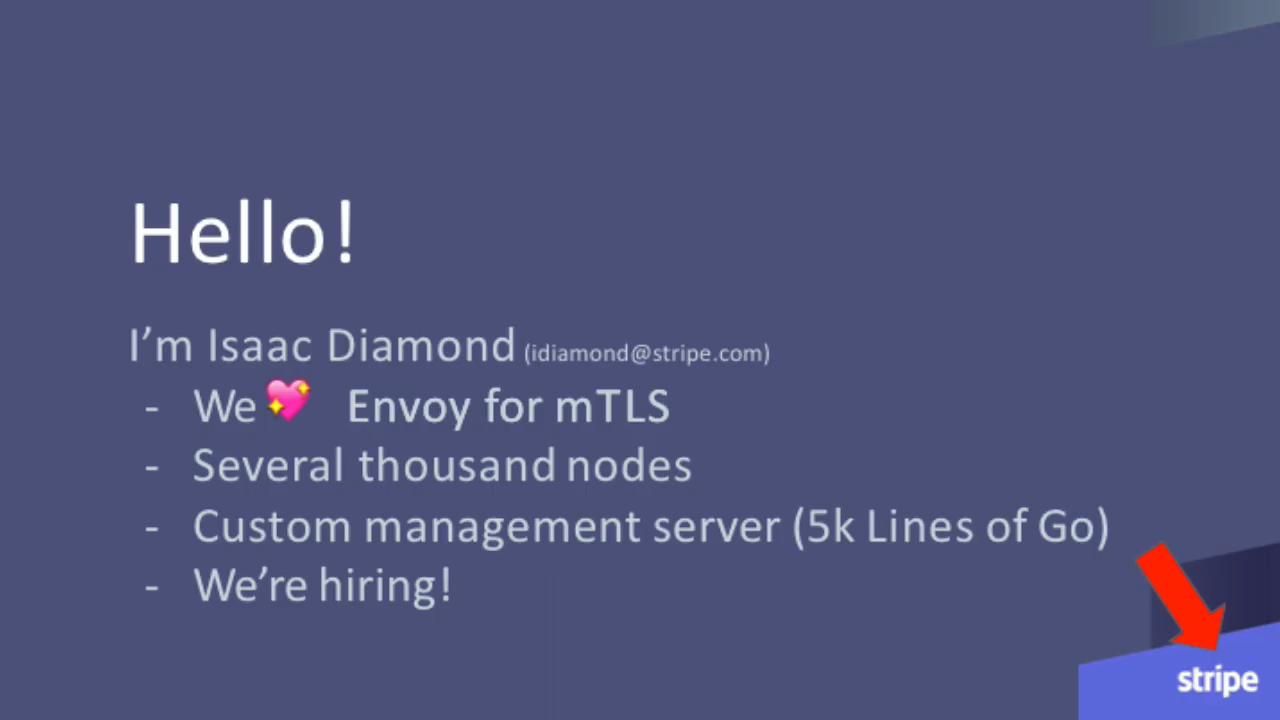 Hello!
I’m Isaac Diamond (idiamond@stripe.com)
- We 💖 Envoy for mTLS
- Several thousand nodes
- Custom management server (5k Lines of Go)
- We’re hiring!
stripe